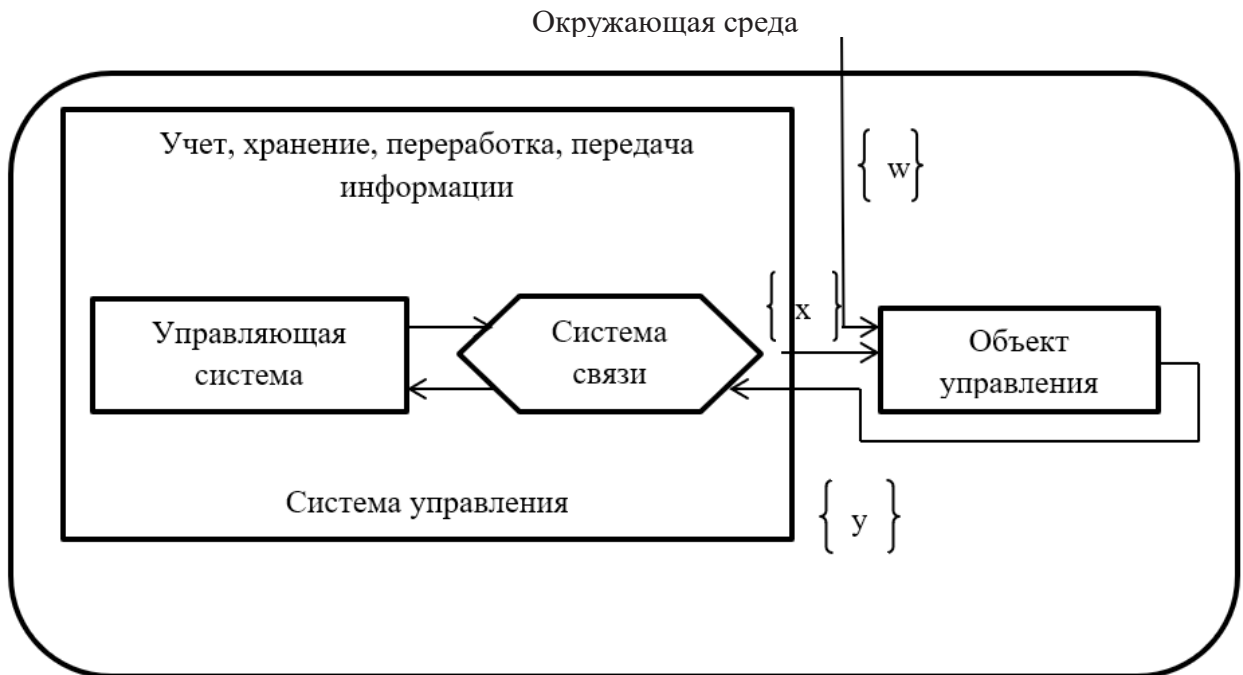 Окружающая среда
Учет, хранение, переработка, передача
информации
{ w }
{ x }
Управляющая
система
Система
связи
Объект
управления
Система управления
{ y }